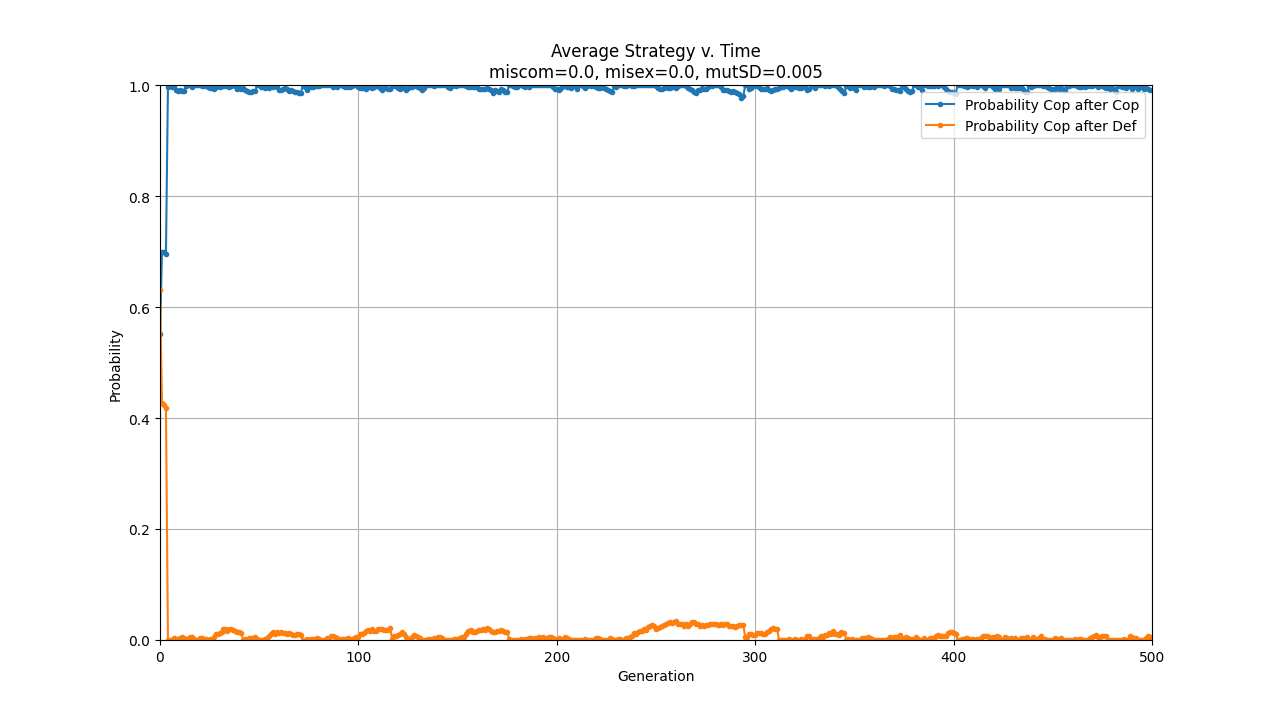 Average Strategy v. Time
miscom=0.0, misex=0.0, mutSD=0.005
Probability Cop after Cop
Probability Cop after Def
1.0
0.8
0.6
0.4
0.2
0.0
Probability
0
100
200
300
400
500
Generation